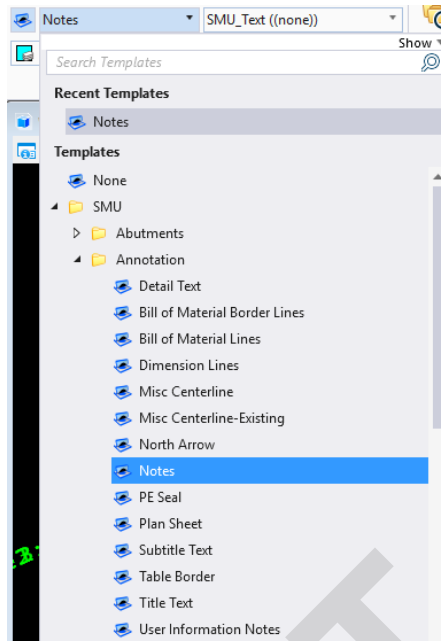 Notes SMU_Text ((none))
Show
Search Templates
Recent Templates
Notes
Templates
None
SMU
Abutments
Annotation
Detail Text
Bill of Material Border Lines
Bill of Material Lines
Dimension Lines
Misc Centerline
Misc Centerline-Existing
North Arrow
Notes
PE Seal
Plan Sheet
Subtitle Text
Table Border
Title Text
User Information Notes